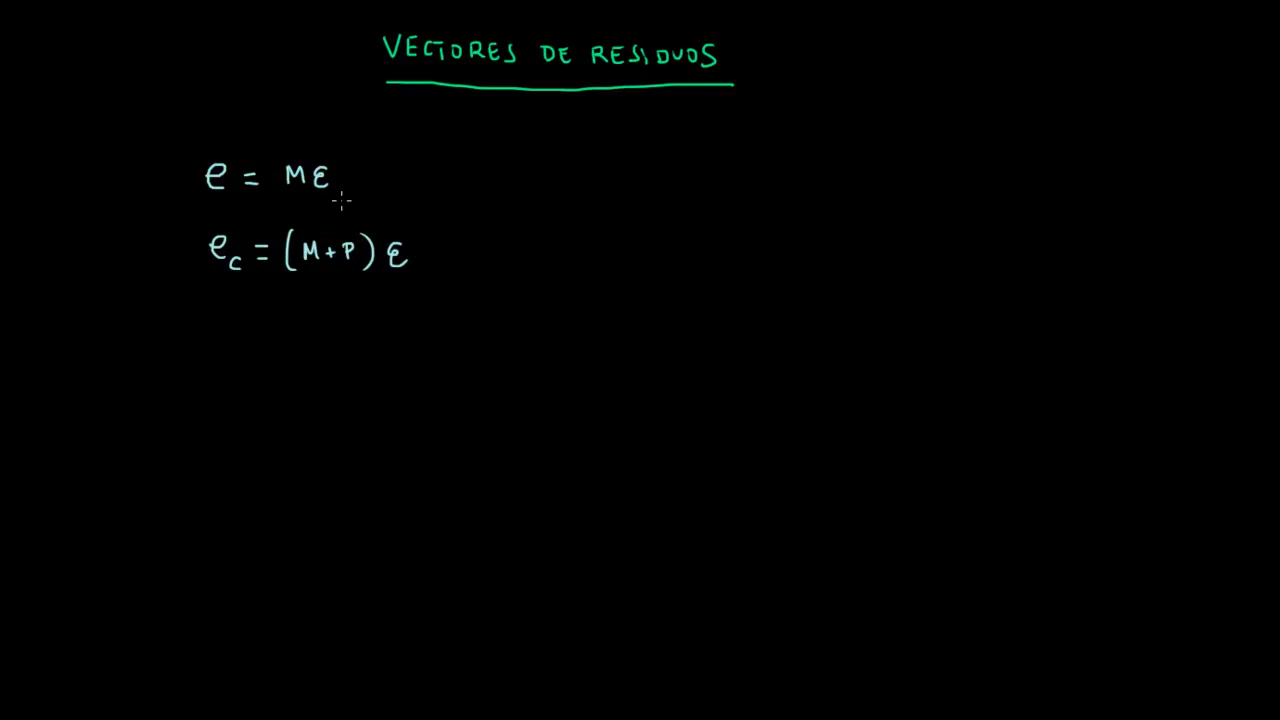 VECTORES DE RESIDUOS
e = Mε
e_c = (M+P) ε